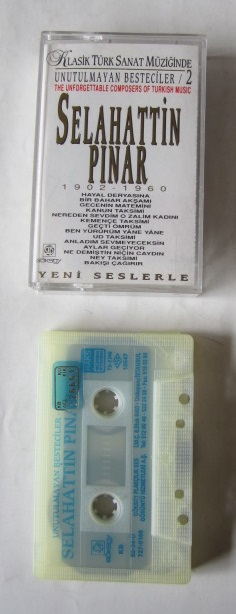 KLASİK TÜRK SANAT MÜZİĞİNDE
UNUTULMAYAN BESTECİLER / 2
THE UNFORGETTABLE COMPOSERS OF TURKISH MUSIC
SELAHATTİN
PINAR
1902-1960
HAYAL DERYASINA
BİR BAHAR AKŞAMI
GECENİN MATEMİNİ
KANUN TAKSİMİ
NEREDEN SEVDİM O ZALİM KADINI
KEMENÇE TAKSİMİ
GEÇTİ ÖMRÜM
BEN YÜRÜRÜM YÂNE YÂNE
UD TAKSİMİ
ANLADIM SEVMEYECEKSİN
AYLAR GEÇİYOR
NE DEMİŞTİN NİÇİN CAYDIN
NEY TAKSİMİ
BAKIŞI ÇAĞIRIR
YENİ SESLERLE
UNUTULMAYAN BESTECİLER
SELAHATTİN PINAR